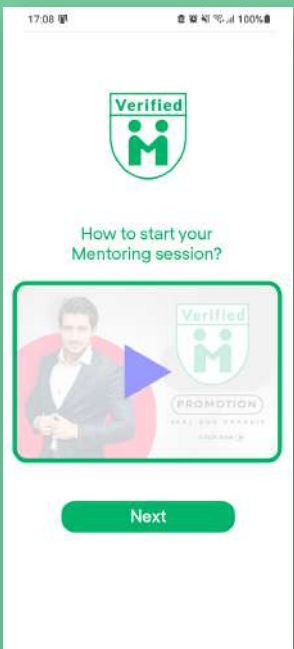 17:08
100%
Verified
How to start your
Mentoring session?
Verified
PROMOTION
Next